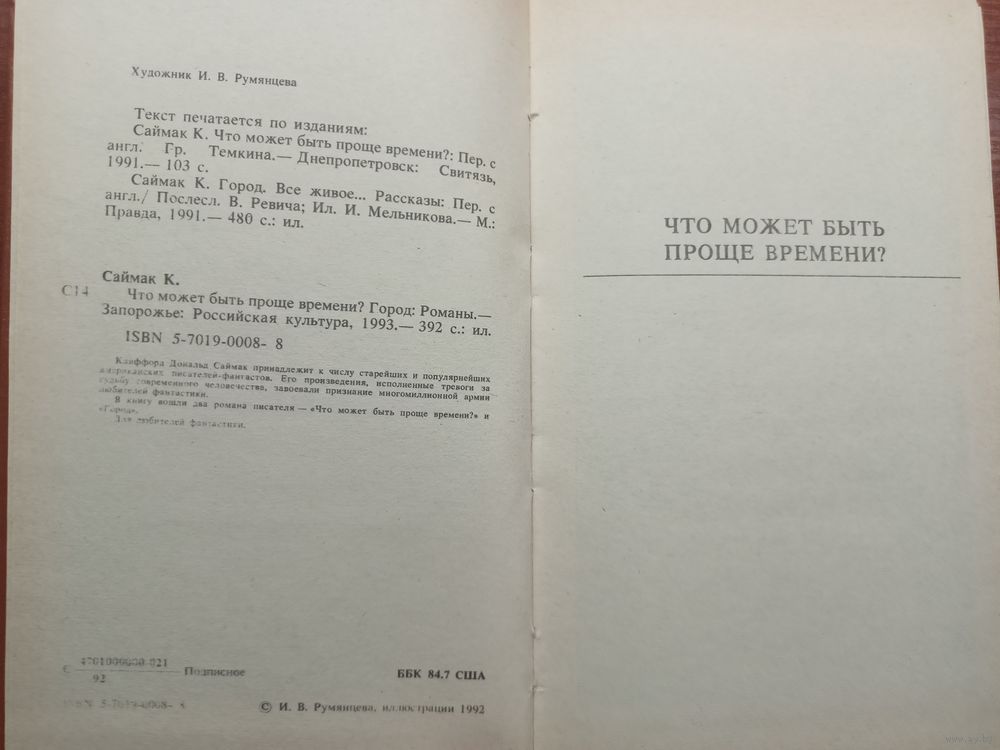 Художник И. В. Румянцева
Текст печатается по изданиям:
Саймак К. Что может быть проще времени?: Пер. с
англ. Гр. Темкина.— Днепропетровск: Свитязь,
1991.— 103 с.
Саймак К. Город. Все живое... Рассказы: Пер. с
англ./ Послесл. В. Ревича; Ил. И. Мельникова.— М.:
Правда, 1991.— 480 с.: ил.
Саймак К.
С14
Что может быть проще времени? Город: Романы.—
Запорожье: Российская культура, 1993.— 392 с.: ил.
ISBN 5-7019-0008- 8
Клиффорд Дональд Саймак принадлежит к числу старейших и популярнейших
американских писателей-фантастов. Его произведения, исполненные тревоги за
судьбу современного человечества, завоевали признание многомиллионной армии
любителей фантастики.
В книгу вошли два романа писателя — «Что может быть проще времени?» и
«Город».
Для любителей фантастики.
92
Подписное
ББК 84.7 США
ISBN 5-7019-0008- 8
© И. В. Румянцева, иллюстрации 1992
ЧТО МОЖЕТ БЫТЬ
ПРОЩЕ ВРЕМЕНИ?